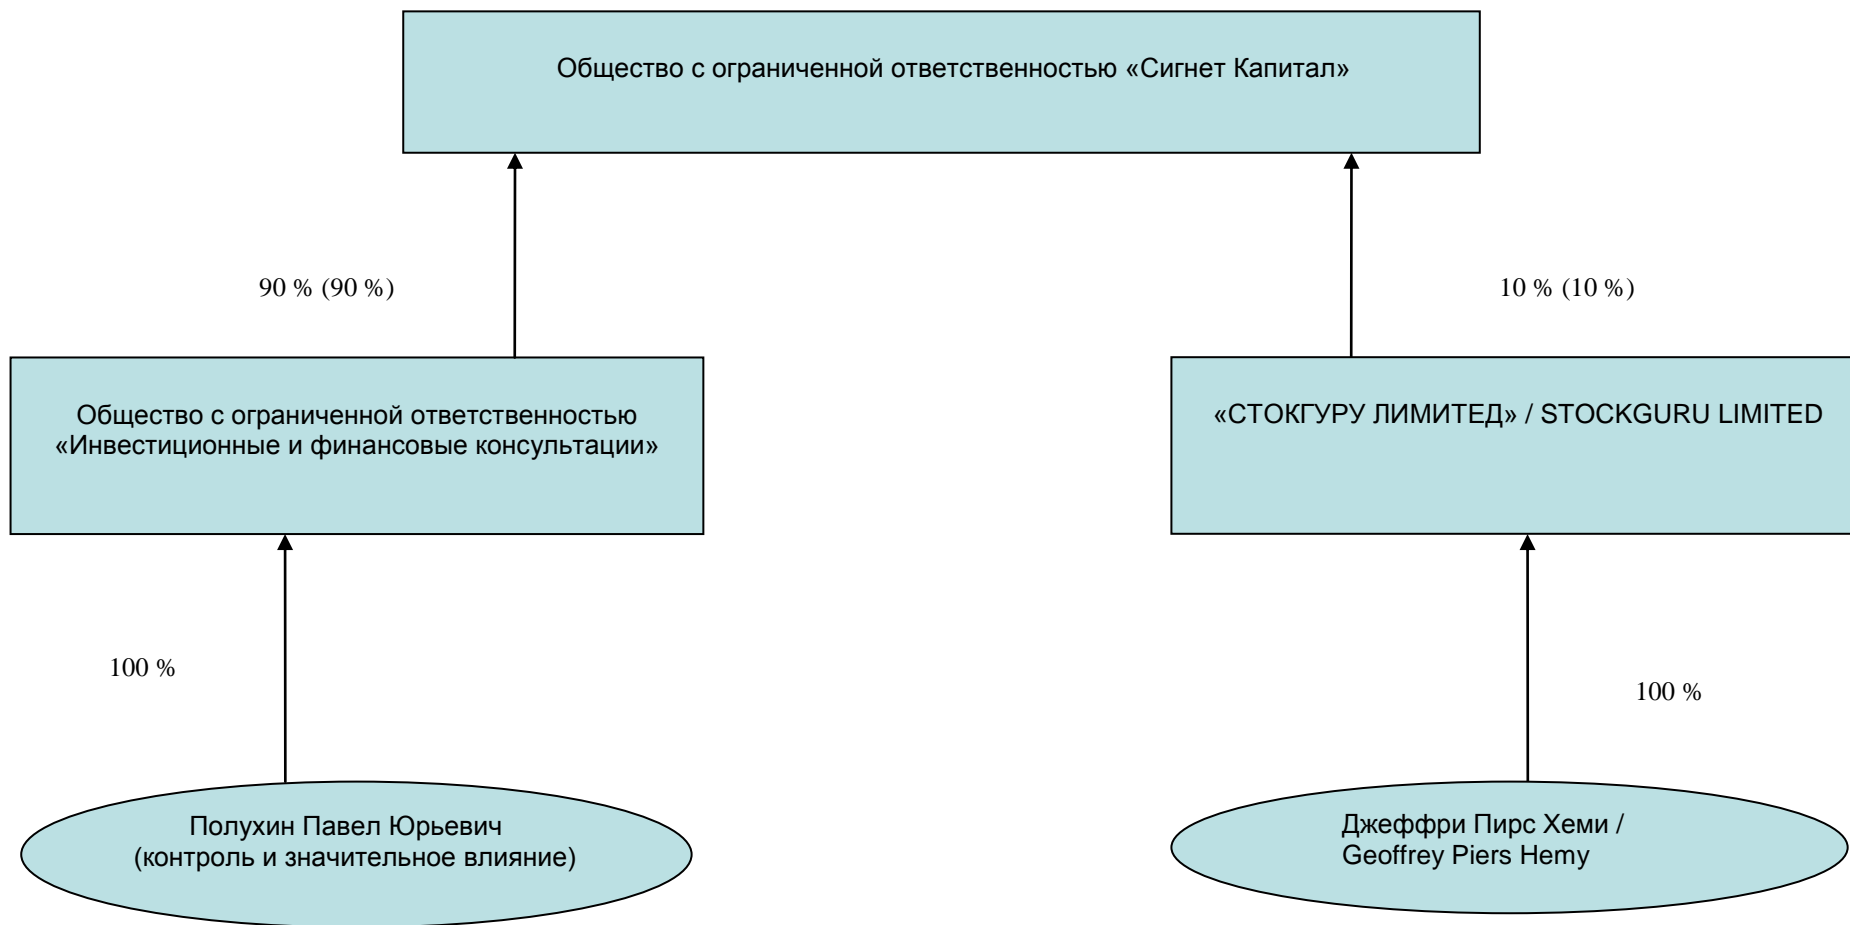 Общество с ограниченной ответственностью «Сигнет Капитал»
90 % (90 %)
10 % (10 %)
Общество с ограниченной ответственностью
«Инвестиционные и финансовые консультации»
«СТОКГУРУ ЛИМИТЕД» / STOCKGURU LIMITED
100 %
100 %
Полухин Павел Юрьевич
(контроль и значительное влияние)
Джеффри Пирс Хеми /
Geoffrey Piers Hemy